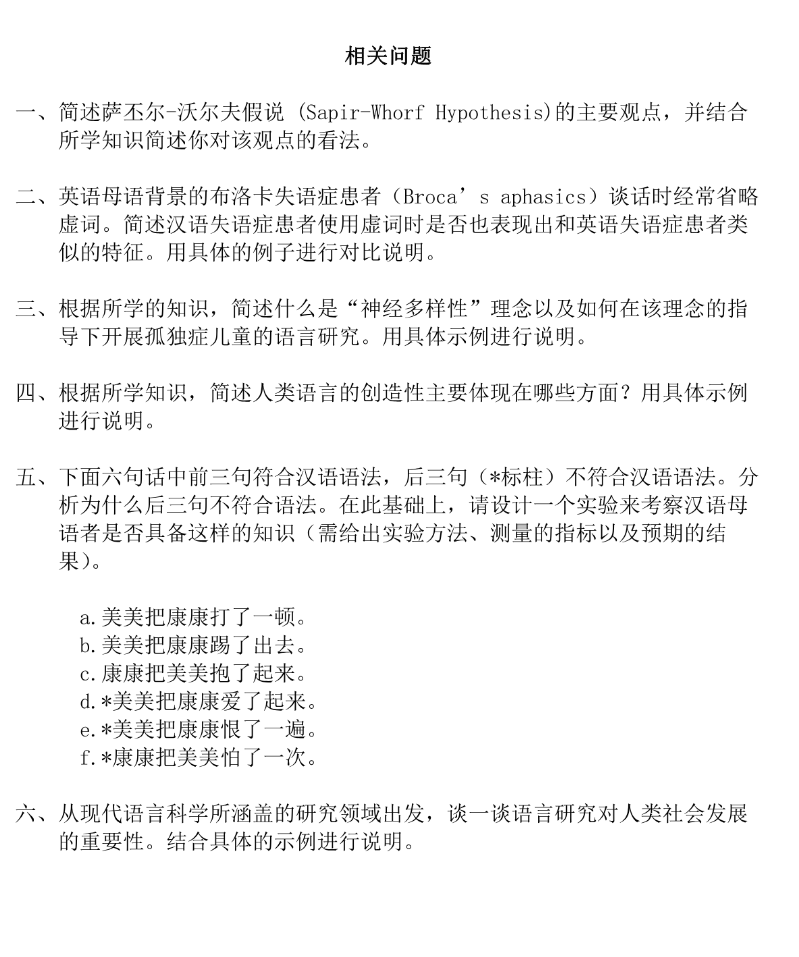 相关问题
一、简述萨丕尔-沃尔夫假说 (Sapir-Whorf Hypothesis)的主要观点，并结合
所学知识简述你对该观点的看法。
二、英语母语背景的布洛卡失语症患者（Broca’s aphasics）谈话时经常省略
虚词。简述汉语失语症患者使用虚词时是否也表现出和英语失语症患者类
似的特征。用具体的例子进行对比说明。
三、根据所学的知识，简述什么是“神经多样性”理念以及如何在该理念的指
导下开展孤独症儿童的语言研究。用具体示例进行说明。
四、根据所学知识，简述人类语言的创造性主要体现在哪些方面？用具体示例
进行说明。
五、下面六句话中前三句符合汉语语法，后三句（*标柱）不符合汉语语法。分
析为什么后三句不符合语法。在此基础上，请设计一个实验来考察汉语母
语者是否具备这样的知识（需给出实验方法、测量的指标以及预期的结
果）。
a.美美把康康打了一顿。
b.美美把康康踢了出去。
c.康康把美美抱了起来。
d.*美美把康康爱了起来。
e.*美美把康康恨了一遍。
f.*康康把美美怕了一次。
六、从现代语言科学所涵盖的研究领域出发，谈一谈语言研究对人类社会发展
的重要性。结合具体的示例进行说明。